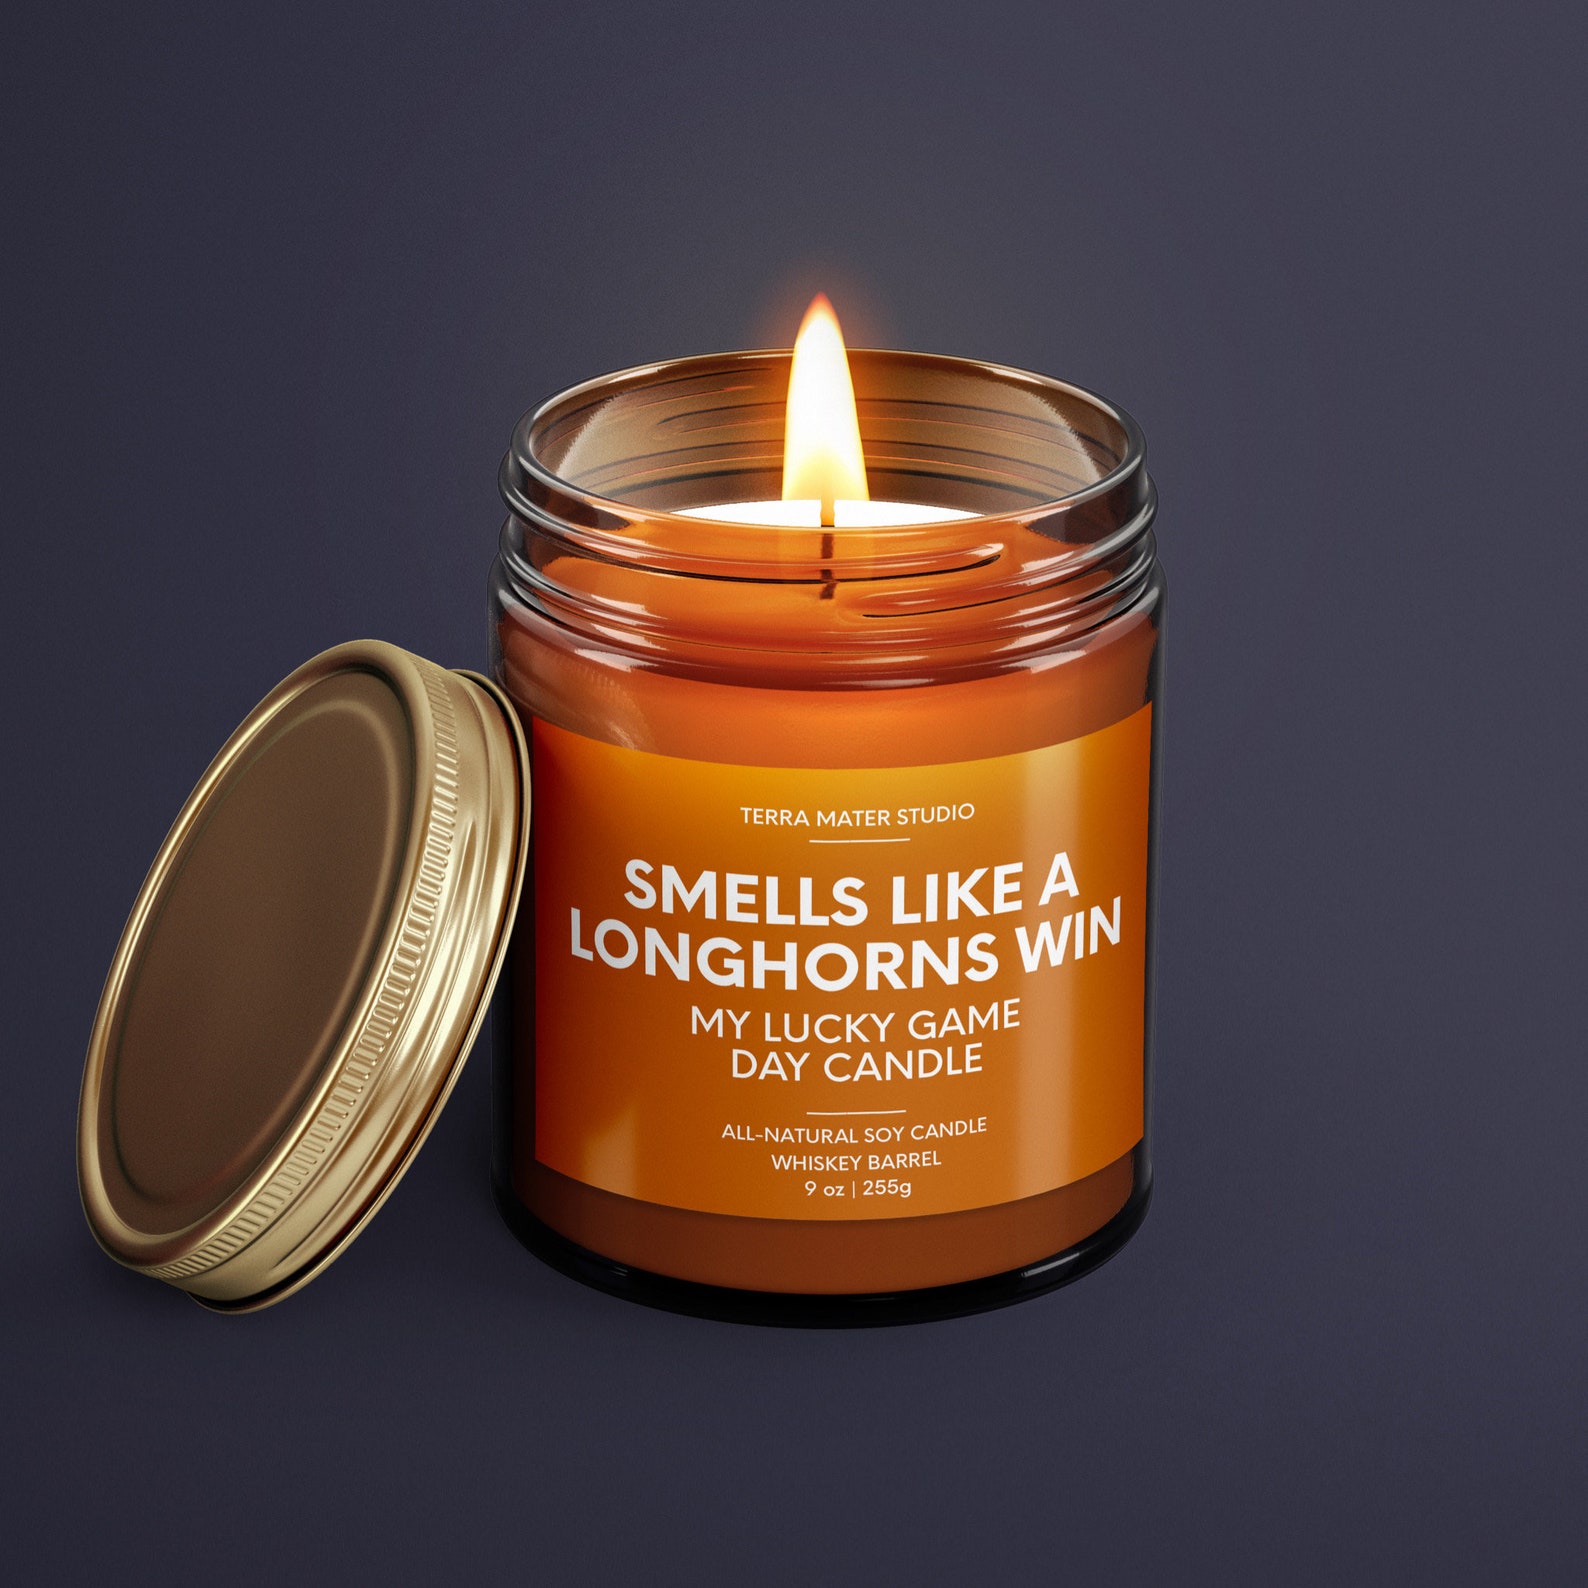 TERRA MATER STUDIO
SMELLS LIKE A
LONGHORNS WIN
MY LUCKY GAME
DAY CANDLE
ALL-NATURAL SOY CANDLE
WHISKEY BARREL
9 oz | 255g